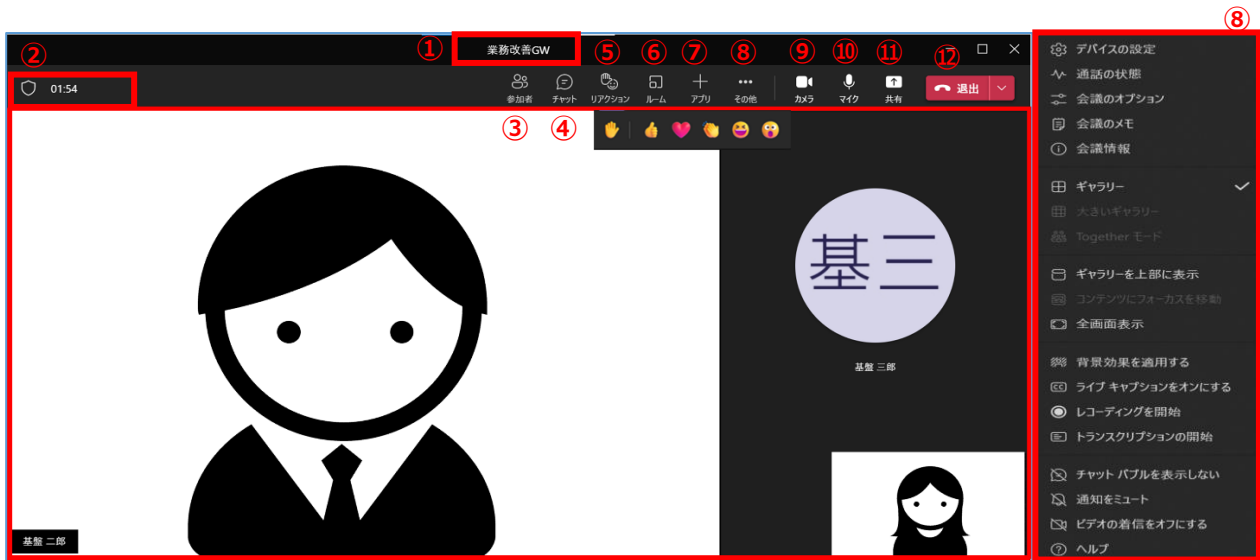 ⑧
① 業務改善GW ⑤ ⑥ ⑦ ⑧ ⑨ ⑩ ⑪ ⑫
②
01:54
参加者 チャット リアクション ルーム アプリ その他 カメラ マイク 共有 退出
③ ④
基三
基盤 三郎
基盤 二郎
デバイスの設定
通話の状態
会議のオプション
会議のメモ
会議情報
ギャラリー
大きいギャラリー
Together モード
ギャラリーを上部に表示
コンテンツにフォーカスを移動
全画面表示
背景効果を適用する
CC ライブ キャプションをオンにする
レコーディングを開始
トランスクリプションの開始
チャット バブルを表示しない
通知をミュート
ビデオの着信をオフにする
ヘルプ